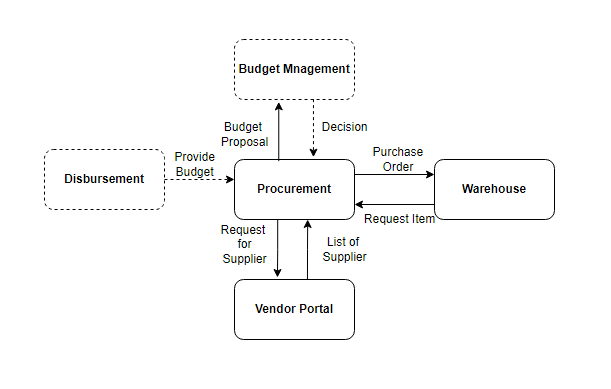 Budget Mnagement
Budget
Proposal
Decision
Provide
Budget
Purchase
Order
Disbursement
Procurement
Warehouse
Request Item
Request
for
Supplier
List of
Supplier
Vendor Portal